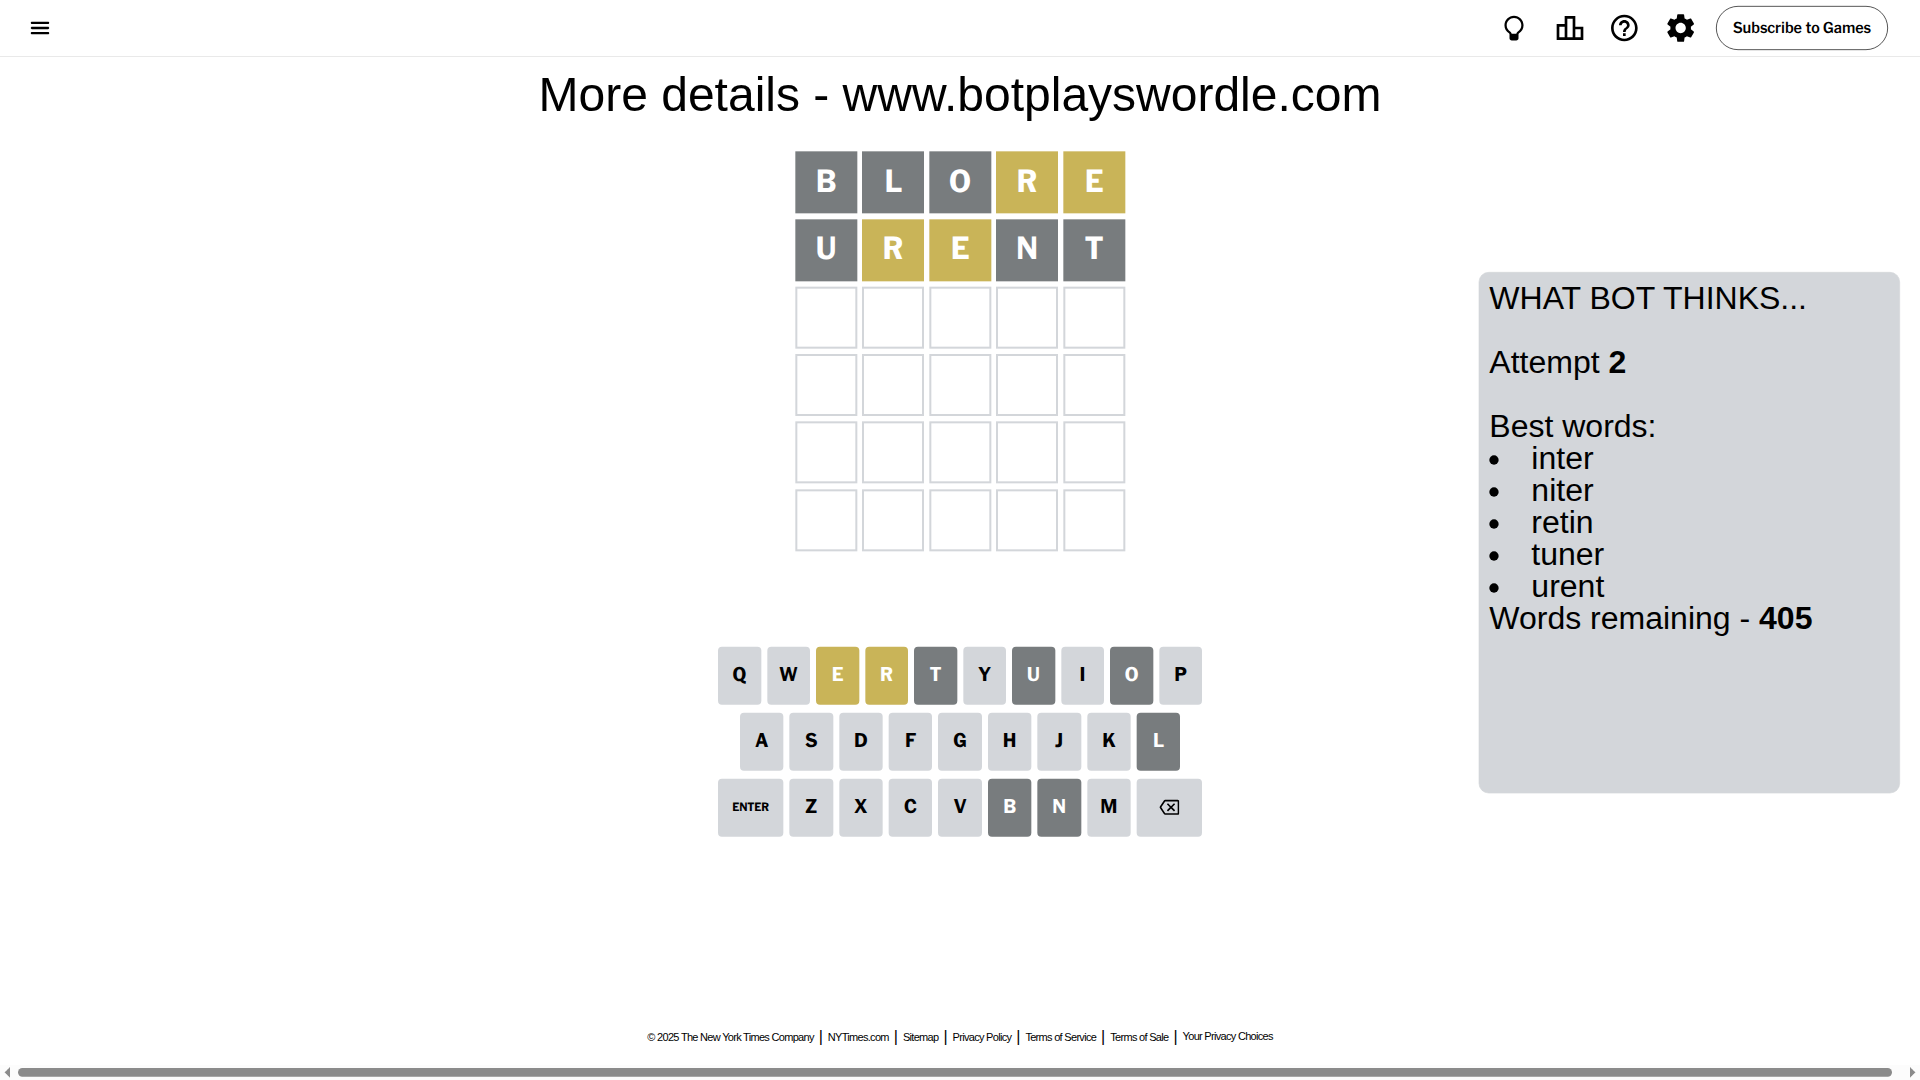 Subscribe to Games
More details - www.botplayswordle.com
B L O R E
U R E N T
WHAT BOT THINKS...
Attempt 2
Best words:
• inter
• niter
• retin
• tuner
• urent
Words remaining - 405
Q W E R T Y U I O P
A S D F G H J K L
ENTER Z X C V B N M
© 2025 The New York Times Company | NYTimes.com | Sitemap | Privacy Policy | Terms of Service | Terms of Sale | Your Privacy Choices